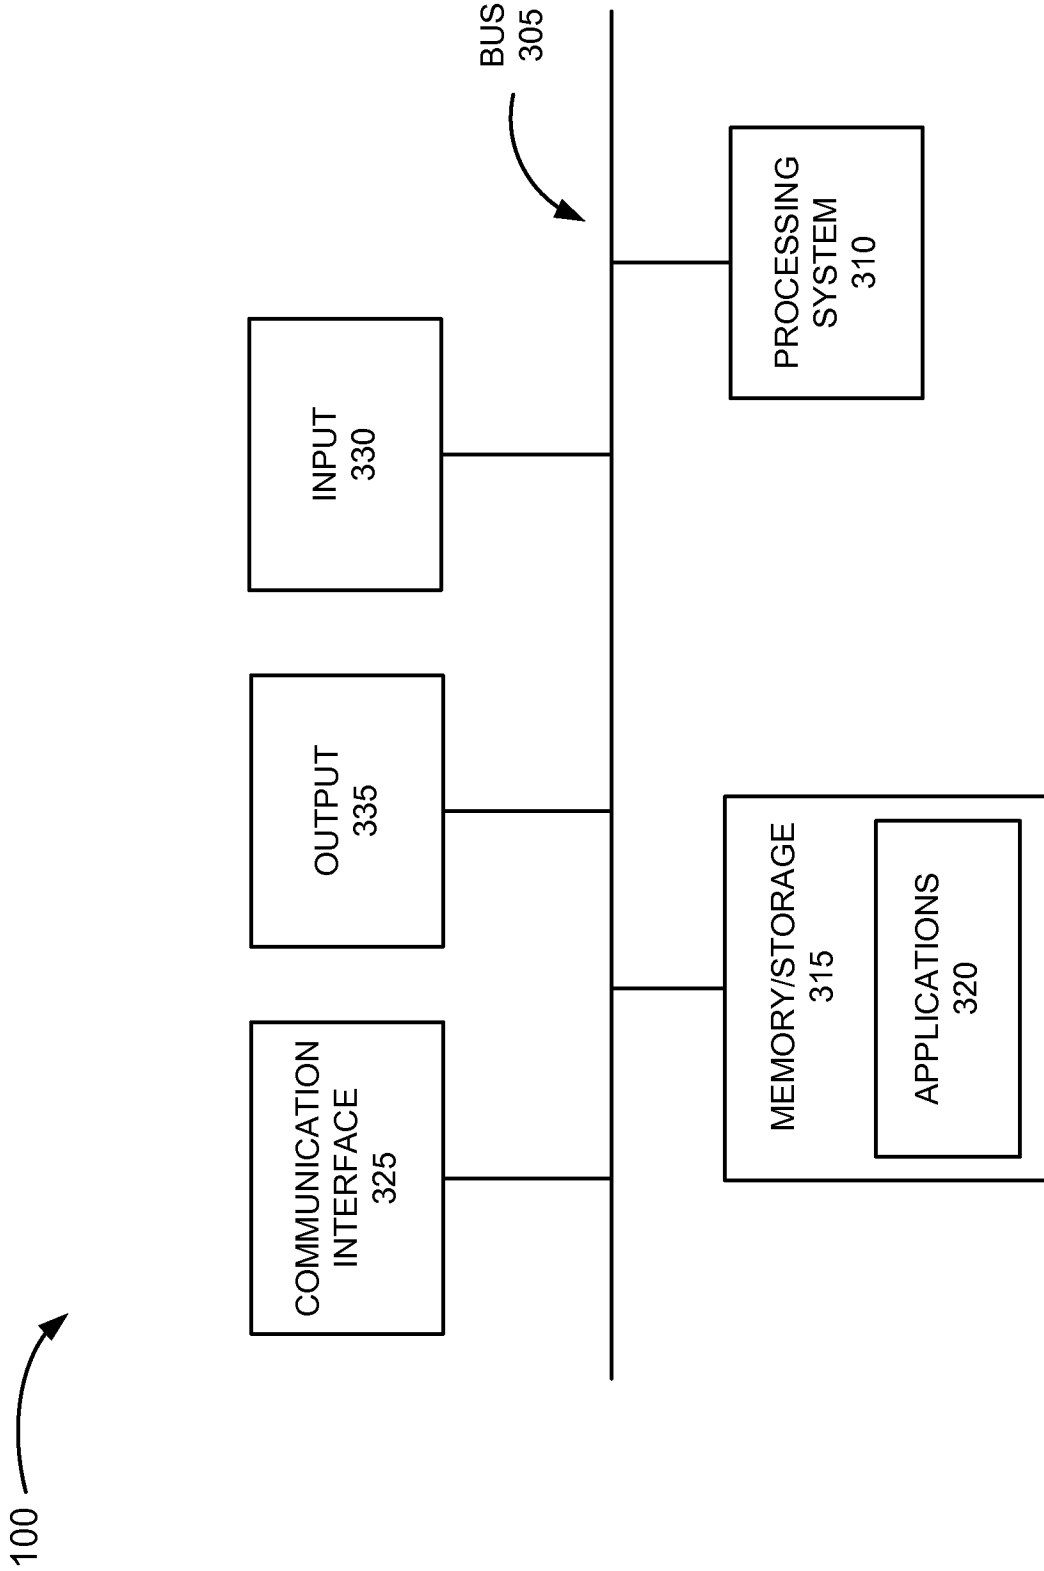 100
COMMUNICATION
INTERFACE
325
OUTPUT
335
INPUT
330
BUS
305
MEMORY/STORAGE
315
APPLICATIONS
320
PROCESSING
SYSTEM
310